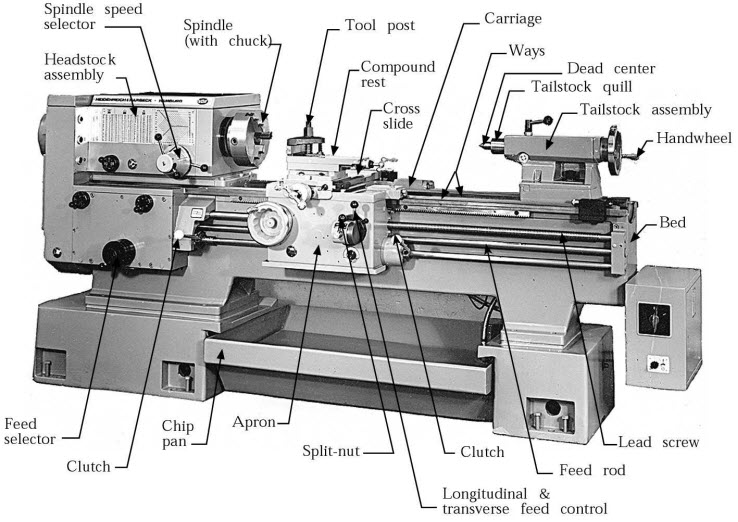 Spindle speed
selector
Spindle
(with chuck)
Tool post
Carriage
Ways
Headstock
assembly
Compound
rest
Dead center
Tailstock quill
Cross
slide
Tailstock assembly
Handwheel
Bed
Feed
selector
Clutch
Chip
pan
Apron
Split-nut
Clutch
Lead screw
Feed rod
Longitudinal &
transverse feed control